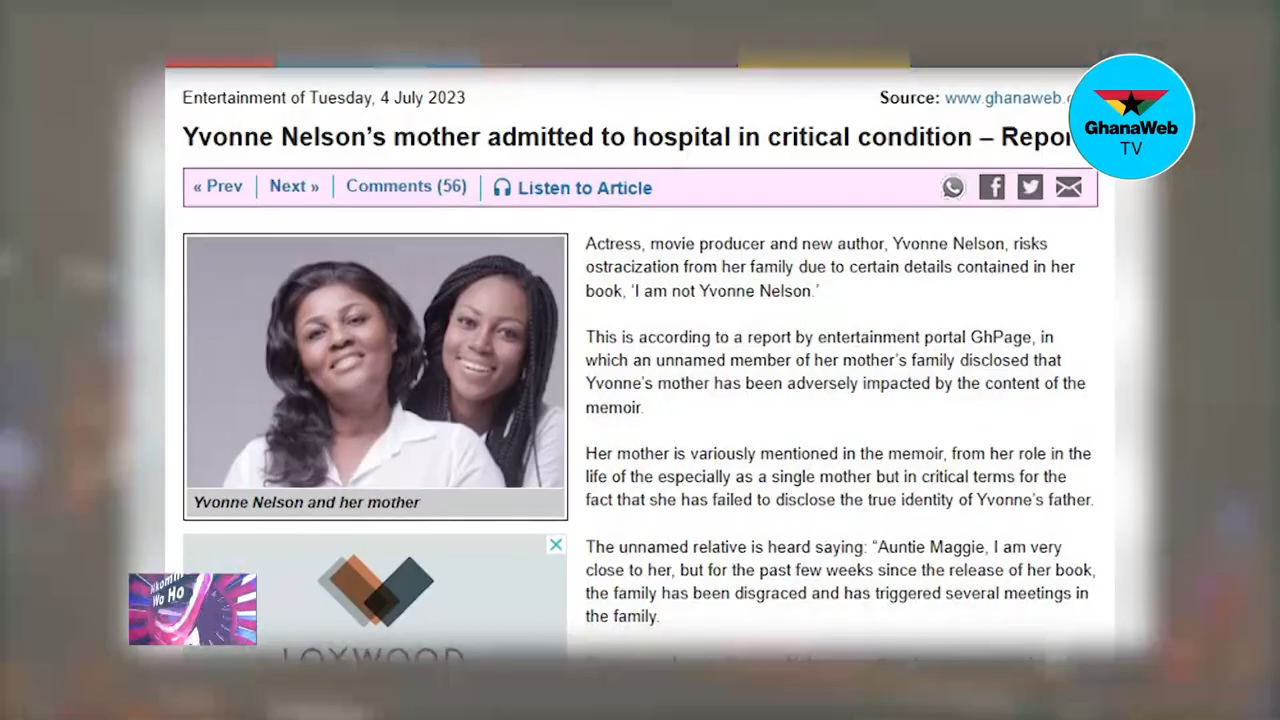 Entertainment of Tuesday, 4 July 2023
Source: www.ghanaweb.
GhanaWeb
TV
Yvonne Nelson's mother admitted to hospital in critical condition –
« Prev
Next »
Comments (56)
Listen to Article
Yvonne Nelson and her mother
Actress, movie producer and new author, Yvonne Nelson, risks
ostracization from her family due to certain details contained in her
book, ‘I am not Yvonne Nelson.’
This is according to a report by entertainment portal GhPage, in
which an unnamed member of her mother’s family disclosed that
Yvonne’s mother has been adversely impacted by the content of the
memoir.
Her mother is variously mentioned in the memoir, from her role in the
life of the especially as a single mother but in critical terms for the
fact that she has failed to disclose the true identity of Yvonne’s father.
The unnamed relative is heard saying: “Auntie Maggie, I am very
close to her, but for the past few weeks since the release of her book,
the family has been disgraced and has triggered several meetings in
the family.
Wo Ho
LOXWOOD